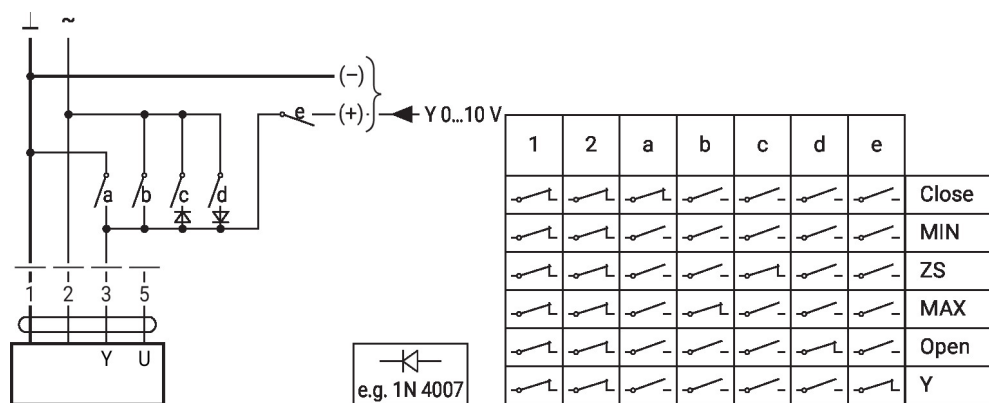 ⊥ ~
(–)
e (+) Y 0...10 V
a b c d
1 2 3 5
Y U
e.g. 1N 4007
1 2 a b c d e
Close
MIN
ZS
MAX
Open
Y